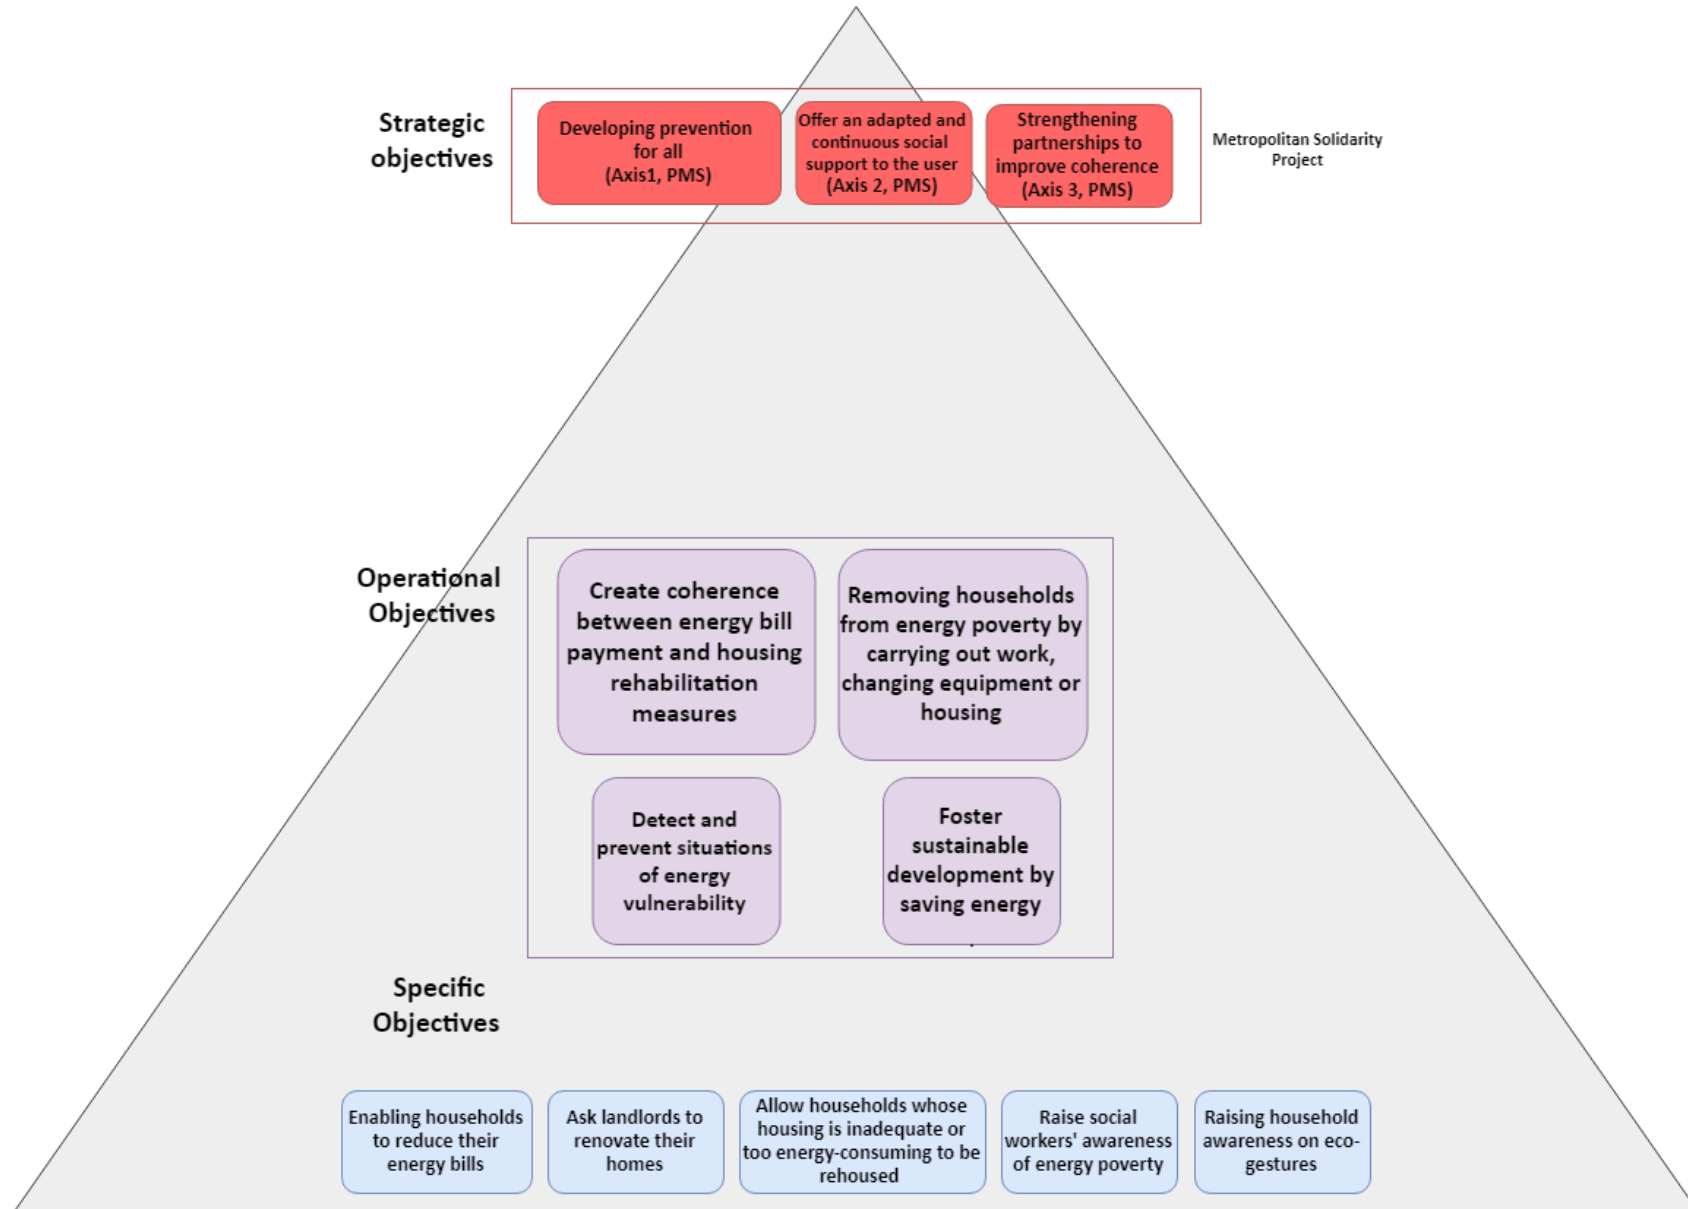 Strategic
objectives
Developing prevention
for all
(Axis1, PMS)
Offer an adapted and
continuous social
support to the user
(Axis 2, PMS)
Strengthening
partnerships to
improve coherence
(Axis 3, PMS)
Metropolitan Solidarity
Project
Operational
Objectives
Create coherence
between energy bill
payment and housing
rehabilitation
measures
Removing households
from energy poverty by
carrying out work,
changing equipment or
housing
Detect and
prevent situations
of energy
vulnerability
Foster
sustainable
development by
saving energy
.
Specific
Objectives
Enabling households
to reduce their
energy bills
Ask landlords to
renovate their
homes
Allow households whose
housing is inadequate or
too energy-consuming to be
rehoused
Raise social
workers' awareness
of energy poverty
Raising household
awareness on eco-
gestures